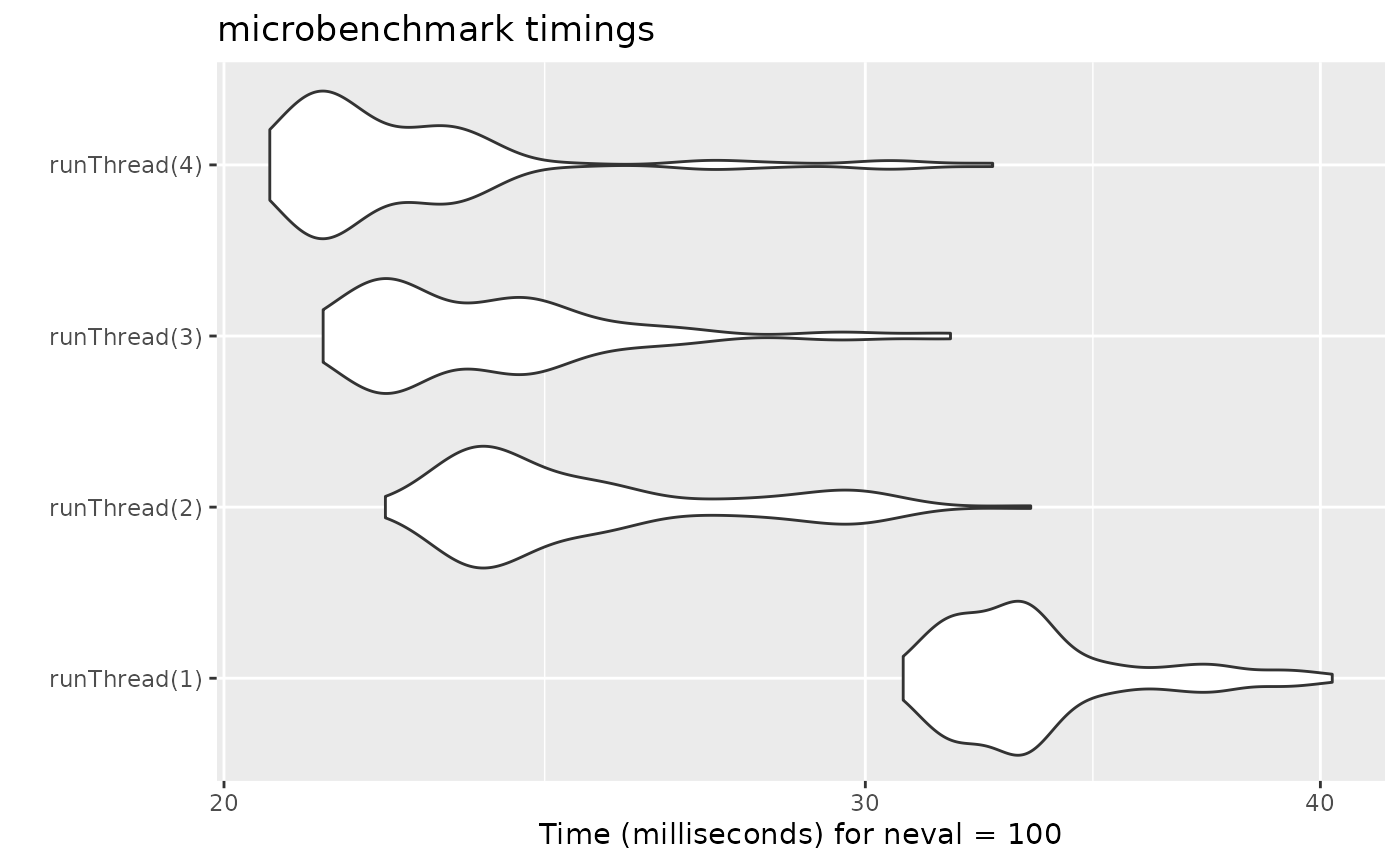 microbenchmark timings
runThread(4)
runThread(3)
runThread(2)
runThread(1)
20 30 40
Time (milliseconds) for neval = 100